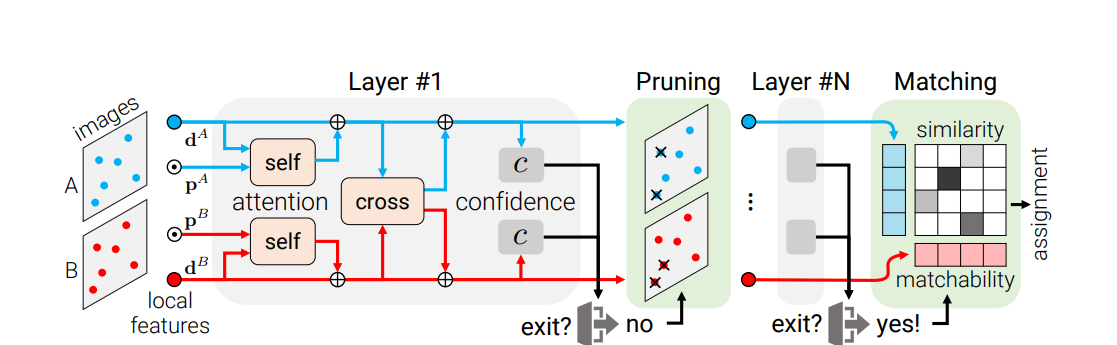 Layer #1
Pruning
Layer #N
Matching
images
d^A
p^A
self
A
attention
cross
c
confidence
p^B
self
c
d^B
B
local
features
exit?
no
⋮
exit?
yes!
similarity
matchability
assignment